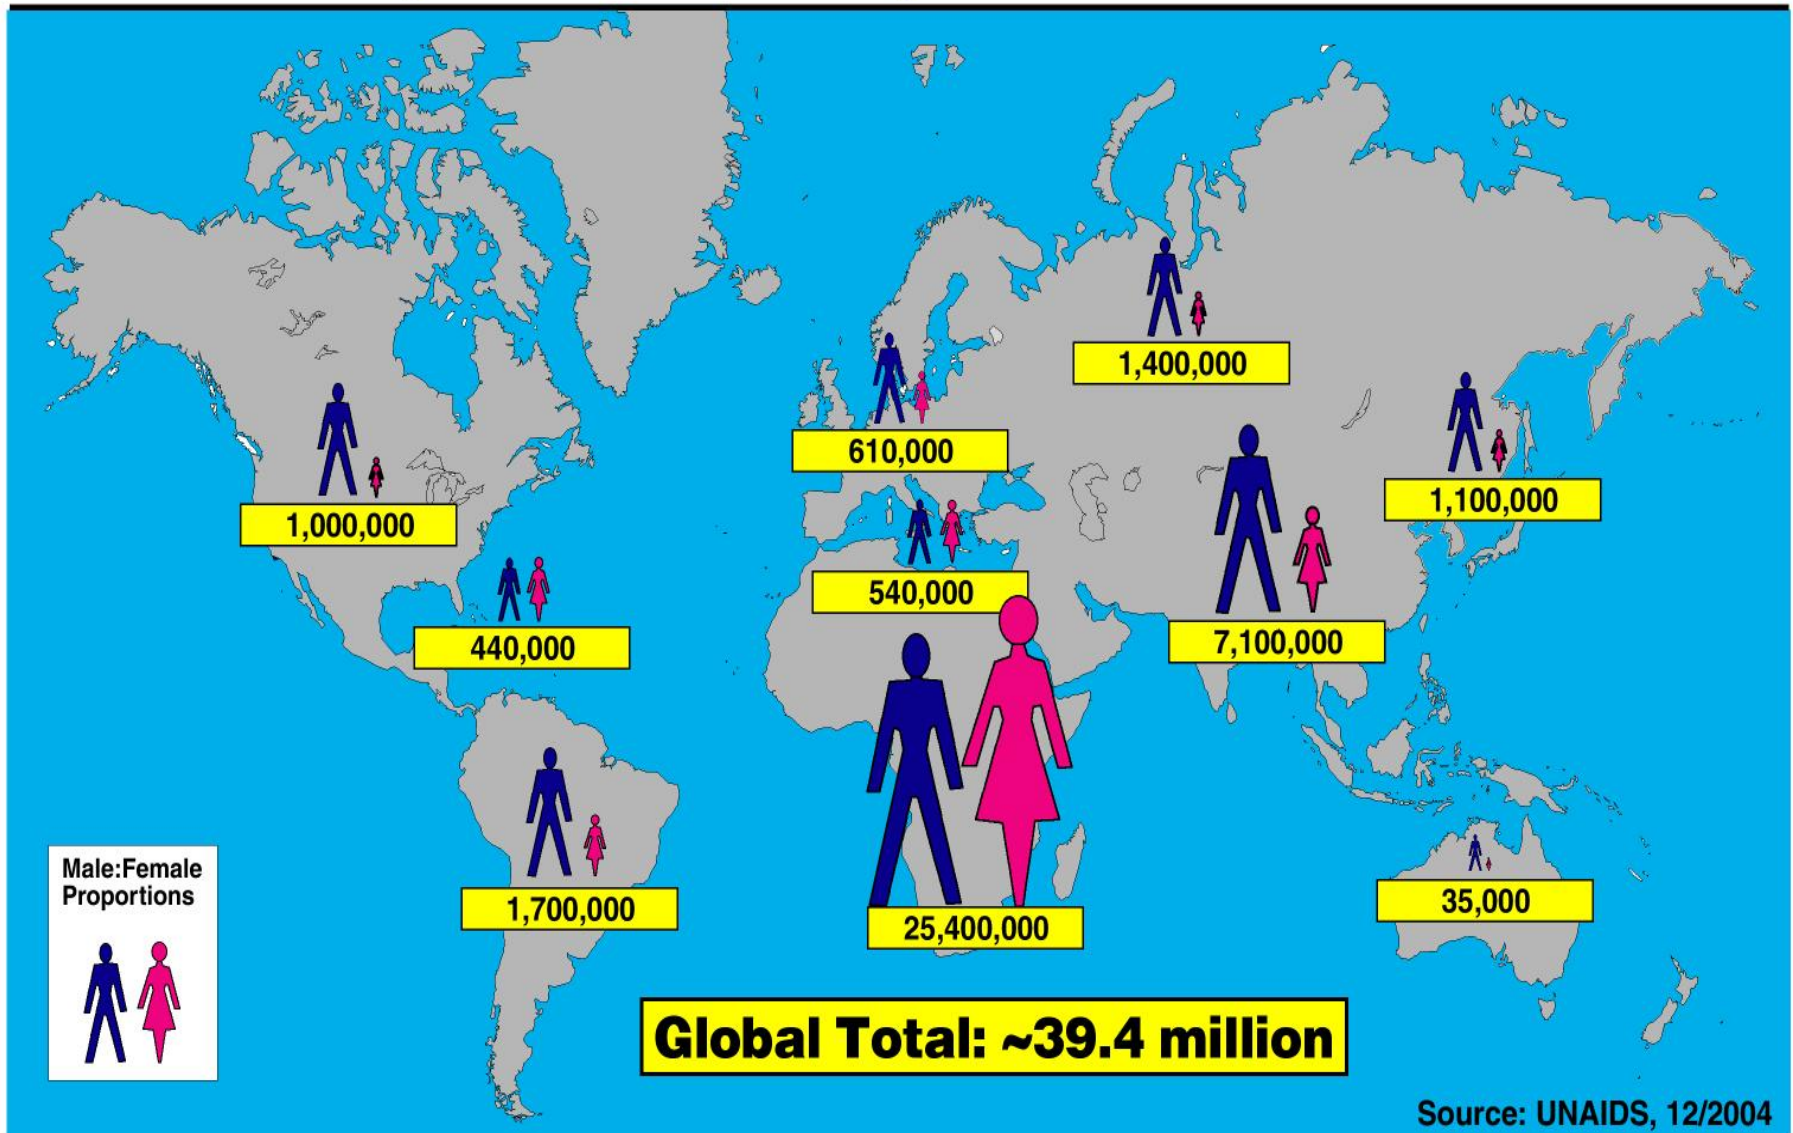 1,400,000
610,000
1,100,000
1,000,000
540,000
7,100,000
440,000
1,700,000
25,400,000
35,000
Male:Female
Proportions
Global Total: ~39.4 million
Source: UNAIDS, 12/2004